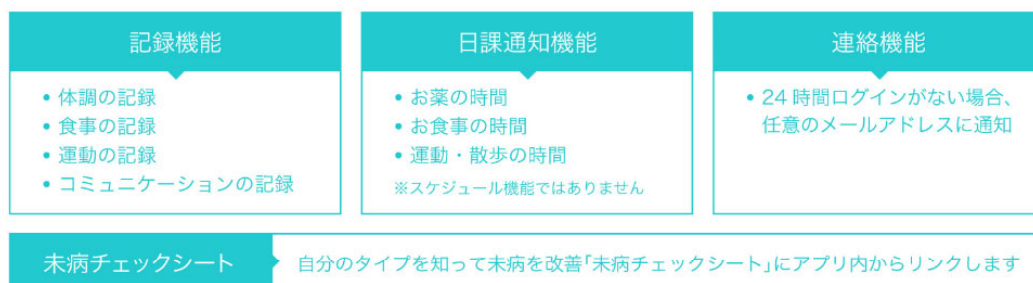 記録機能
• 体調の記録
• 食事の記録
• 運動の記録
• コミュニケーションの記録
日課通知機能
• お薬の時間
• お食事の時間
• 運動・散歩の時間
※スケジュール機能ではありません
連絡機能
• 24時間ログインがない場合、
任意のメールアドレスに通知
未病チェックシート
自分のタイプを知って未病を改善「未病チェックシート」にアプリ内からリンクします